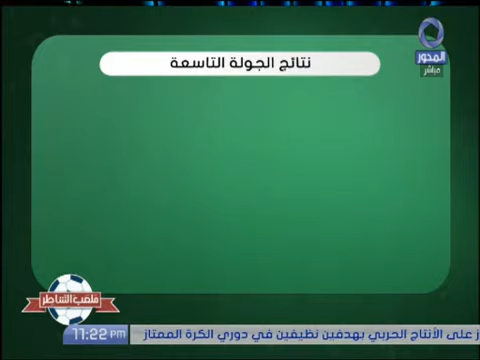 المحور
مباشر
نتائج الجولة التاسعة
ملعب الشاطر
11:22 PM
ز على الأنتاج الحربي بهدفين نظيفين في دوري الكرة الممتاز